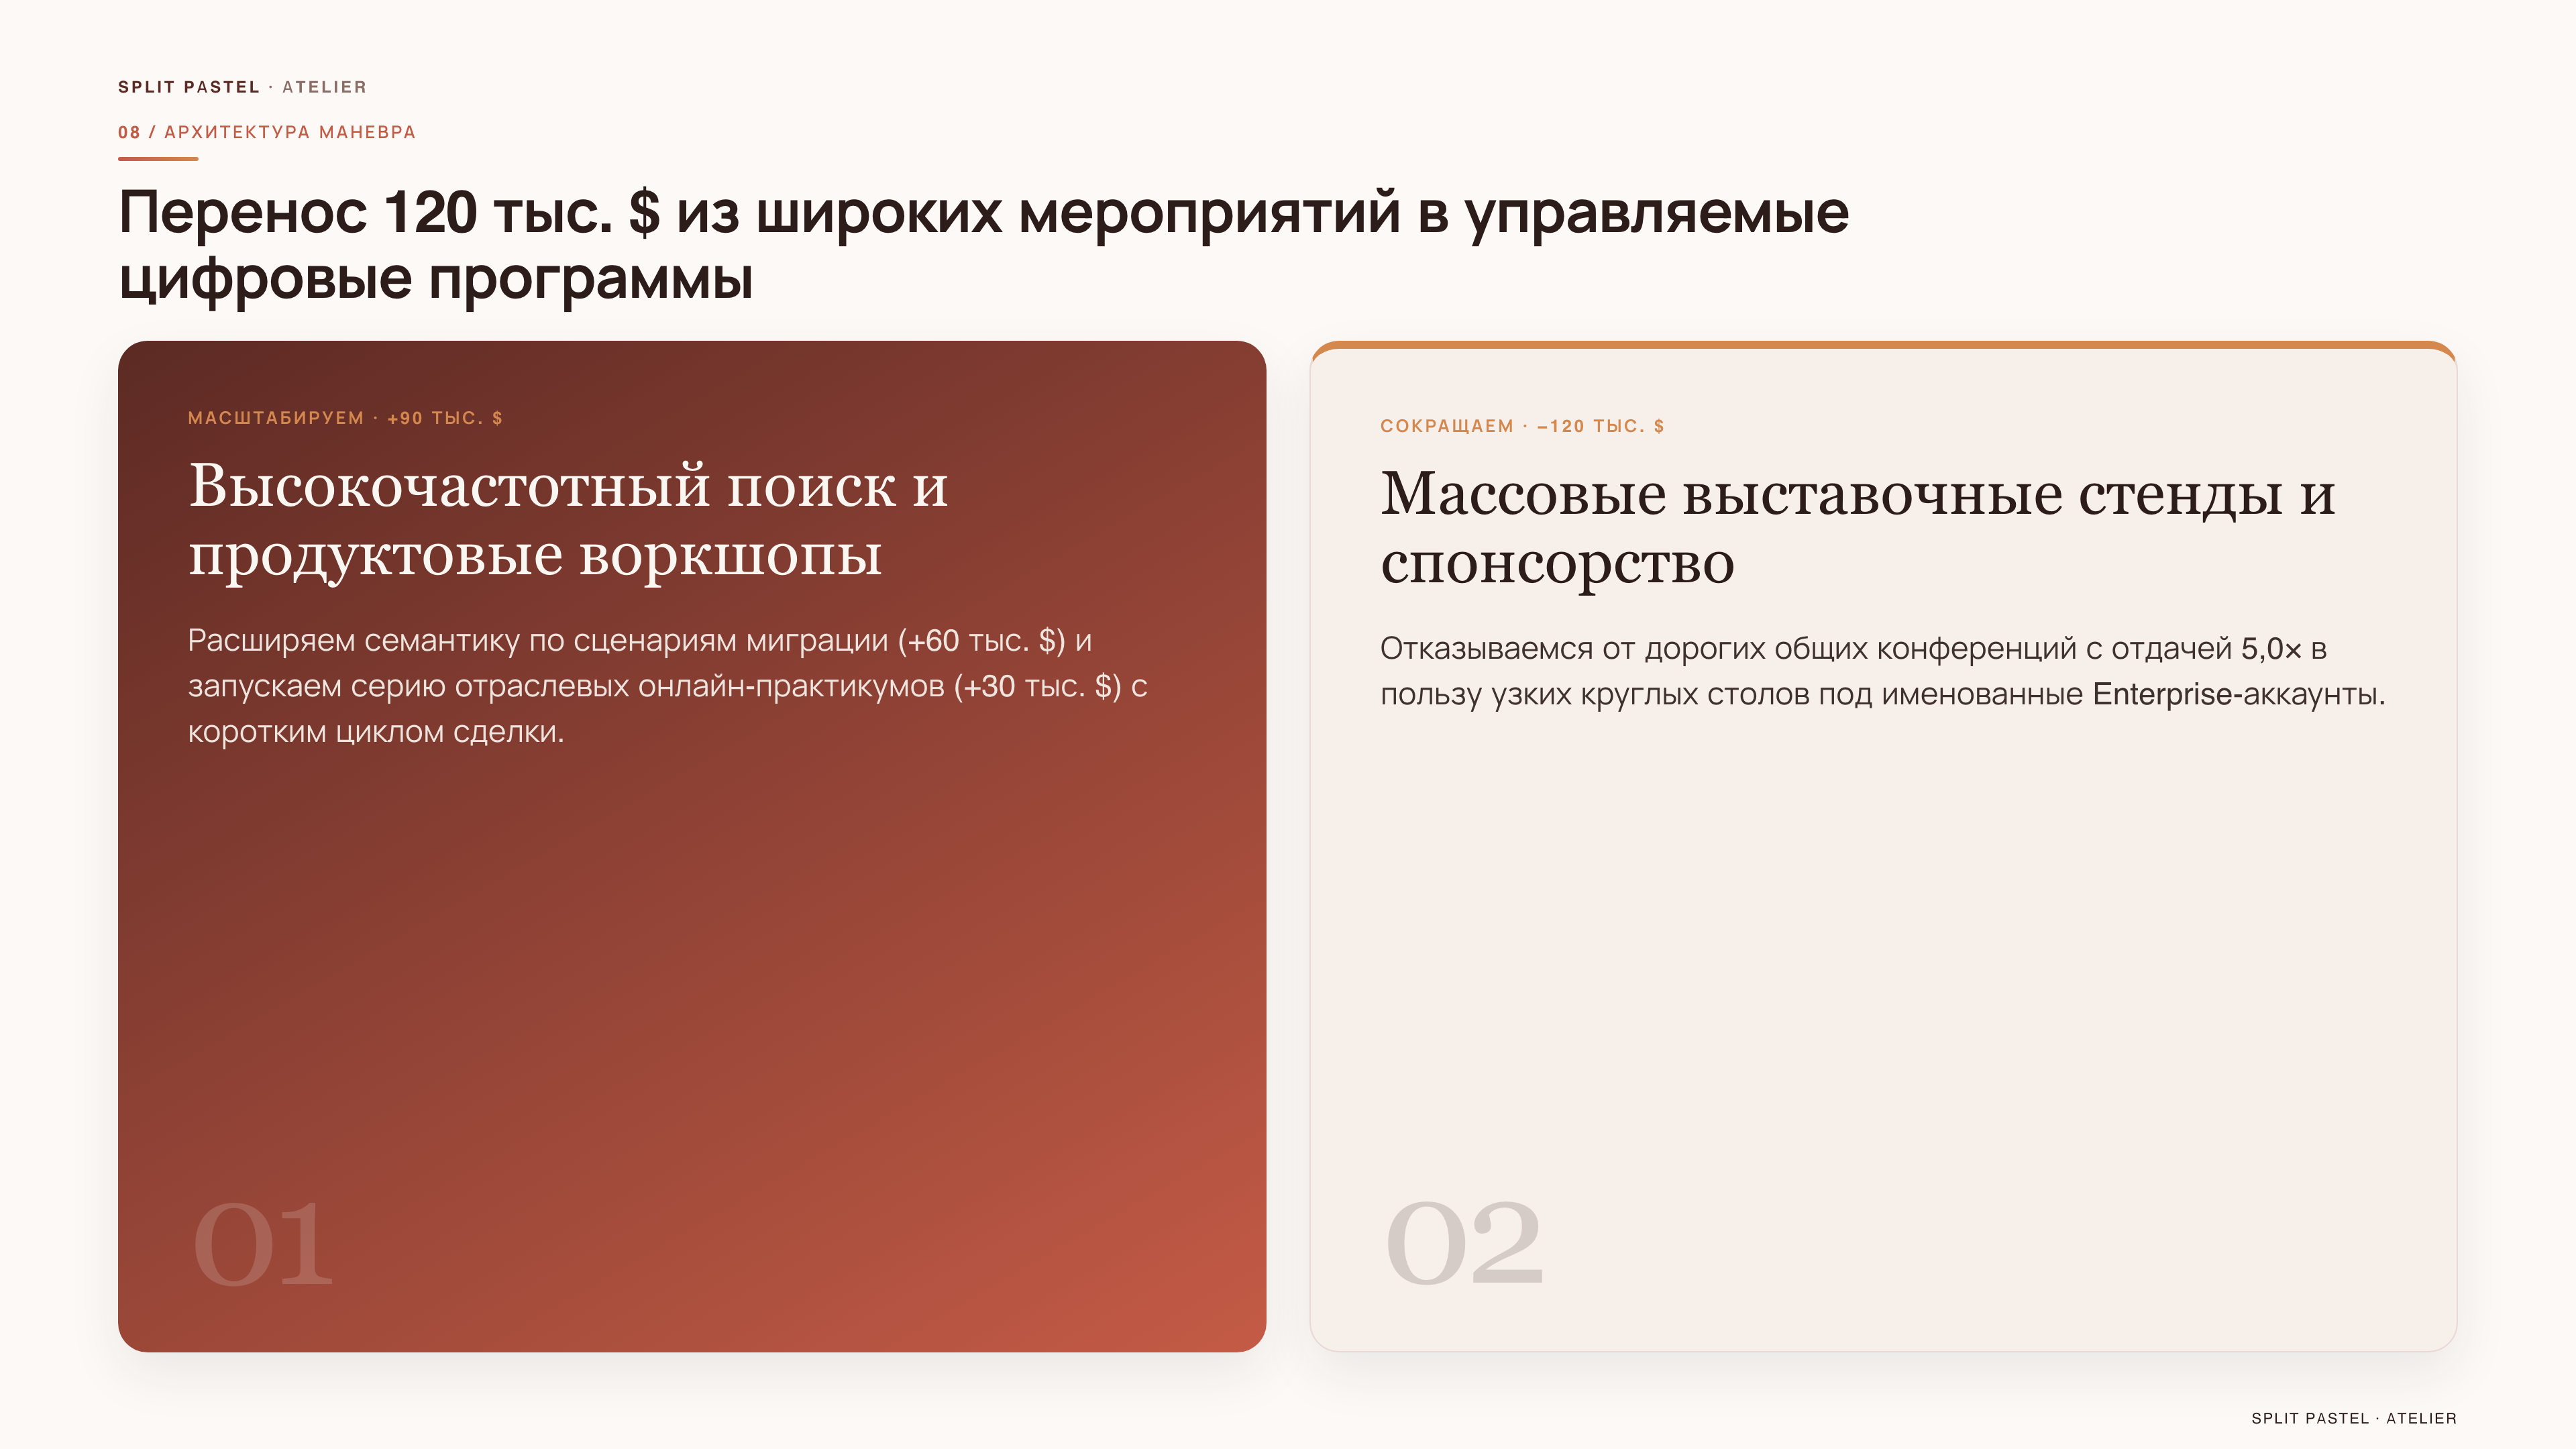 SPLIT PASTEL · ATELIER
08 / АРХИТЕКТУРА МАНЕВРА
Перенос 120 тыс. $ из широких мероприятий в управляемые
цифровые программы
МАСШТАБИРУЕМ · +90 ТЫС. $
Высокочастотный поиск и
продуктовые воркшопы
Расширяем семантику по сценариям миграции (+60 тыс. $) и
запускаем серию отраслевых онлайн-практикумов (+30 тыс. $) с
коротким циклом сделки.
01
СОКРАЩАЕМ · −120 ТЫС. $
Массовые выставочные стенды и
спонсорство
Отказываемся от дорогих общих конференций с отдачей 5,0× в
пользу узких круглых столов под именованные Enterprise-аккаунты.
02
SPLIT PASTEL · ATELIER